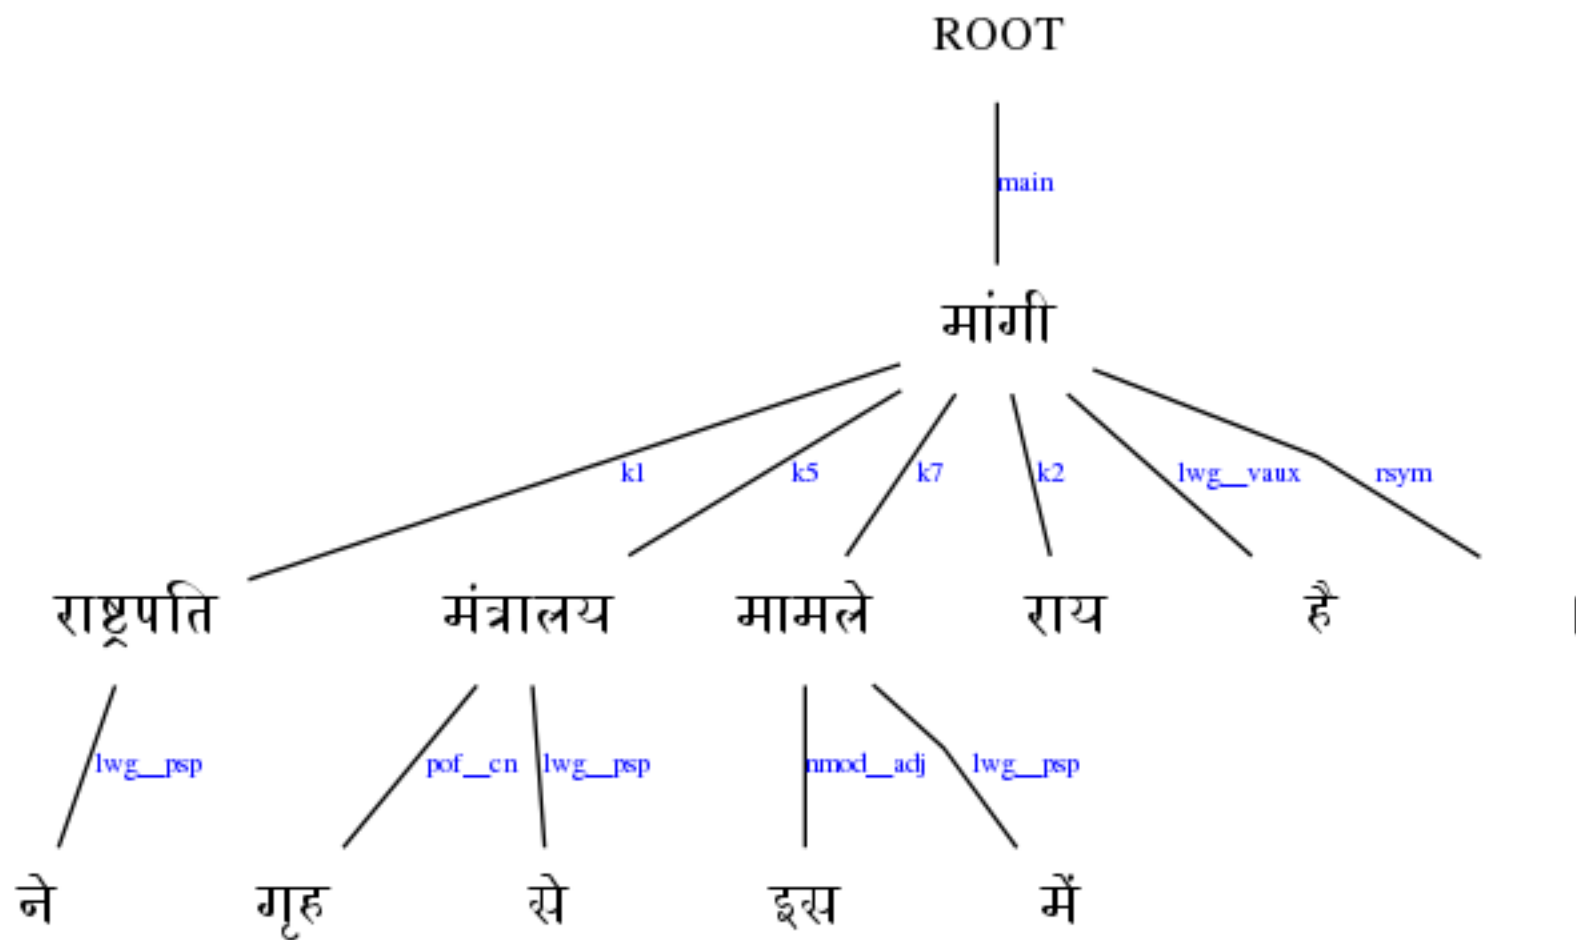 ROOT
main
मांगी
k1 k5 k7 k2 lwg__vaux rsym
राष्ट्रपति मंत्रालय मामले राय है
lwg__psp pof__cn lwg__psp nmod__adj lwg__psp
ने गृह से इस में